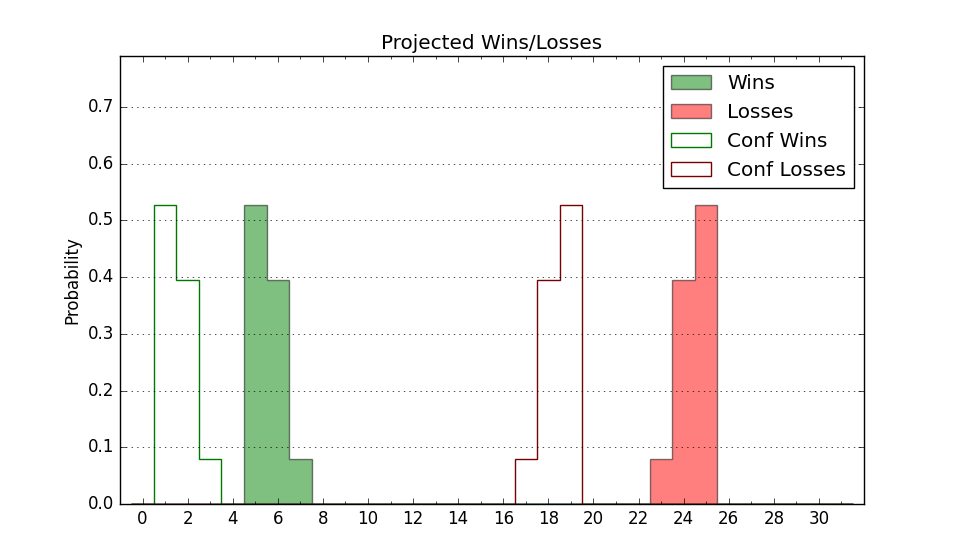 Projected Wins/Losses
Wins
Losses
Conf Wins
Conf Losses
Probability
0.7
0.6
0.5
0.4
0.3
0.2
0.1
0.0
0 2 4 6 8 10 12 14 16 18 20 22 24 26 28 30